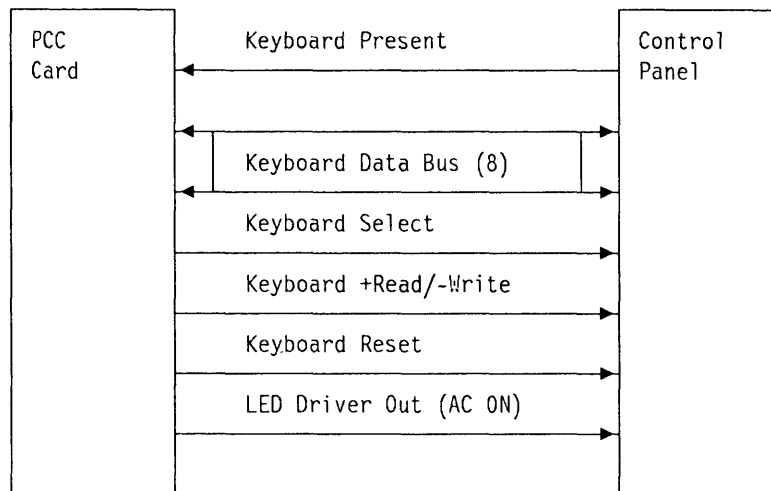 PCC
Card
Keyboard Present
Control
Panel
Keyboard Data Bus (8)
Keyboard Select
Keyboard +Read/-Write
Keyboard Reset
LED Driver Out (AC ON)